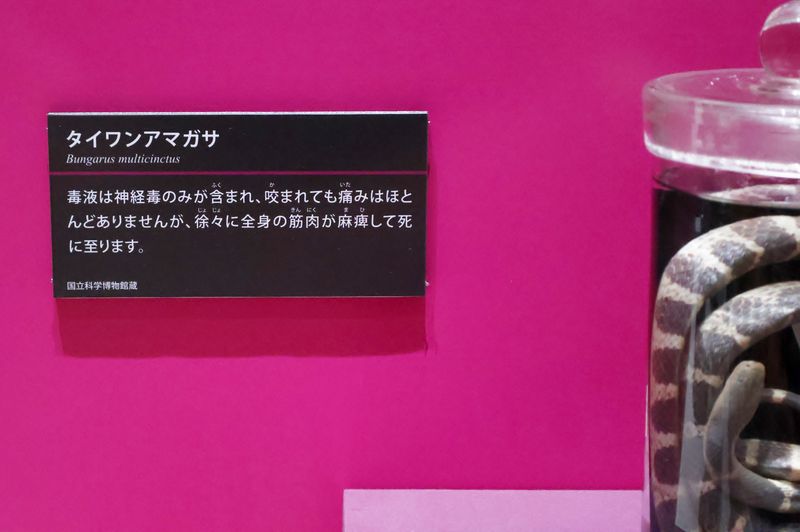 タイワンアマガサ
Bungarus multicinctus
毒液は神経毒のみが含まれ、咬まれても痛みはほと
んどありませんが、徐々に全身の筋肉が麻痺して死
に至ります。
国立科学博物館蔵